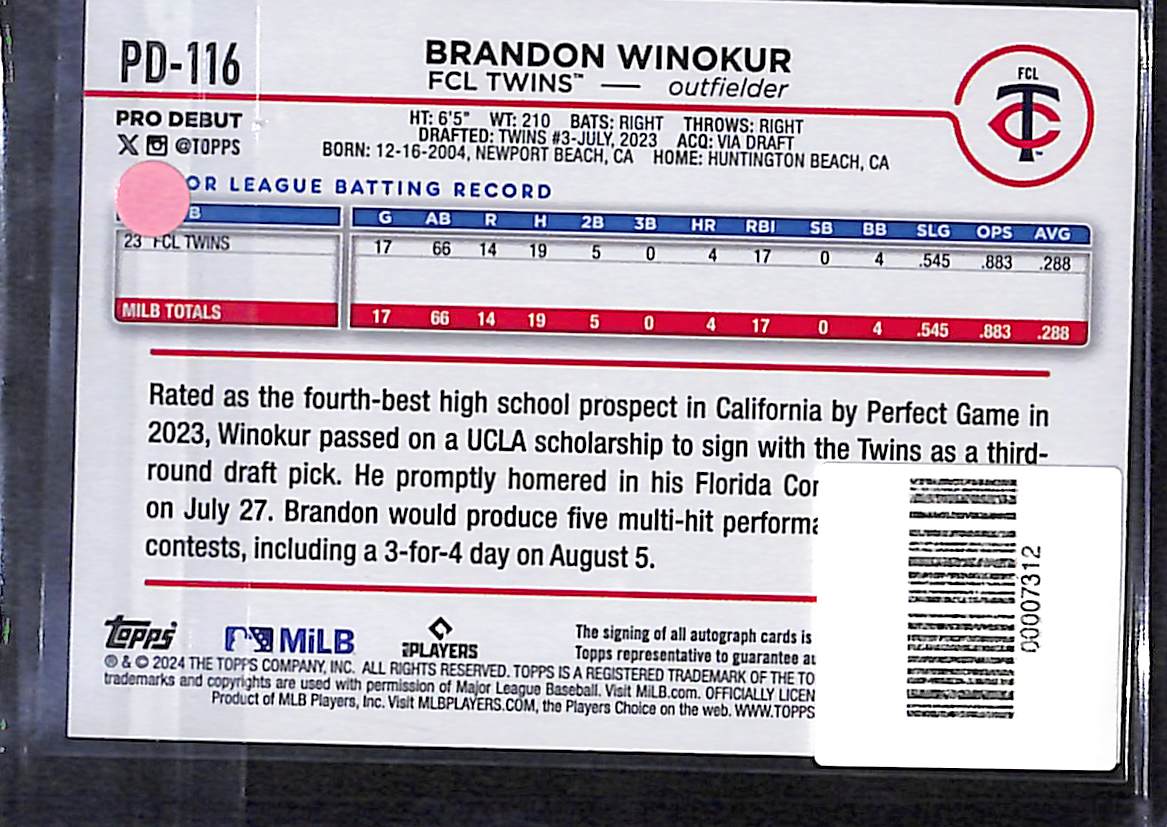 PD-116
BRANDON WINOKUR
FCL TWINS™ — outfielder
FCL
TC
™
PRO DEBUT
@TOPPS
HT: 6'5" WT: 210 BATS: RIGHT THROWS: RIGHT
DRAFTED: TWINS #3-JULY, 2023 ACQ: VIA DRAFT
BORN: 12-16-2004, NEWPORT BEACH, CA HOME: HUNTINGTON BEACH, CA
OR LEAGUE BATTING RECORD
B G AB R H 2B 3B HR RBI SB BB SLG OPS AVG
23 FCL TWINS 17 66 14 19 5 0 4 17 0 4 .545 .883 .288
MILB TOTALS 17 66 14 19 5 0 4 17 0 4 .545 .883 .288
Rated as the fourth-best high school prospect in California by Perfect Game in
2023, Winokur passed on a UCLA scholarship to sign with the Twins as a third-
round draft pick. He promptly homered in his Florida
on July 27. Brandon would produce five multi-hit
contests, including a 3-for-4 day on August 5.
Topps MiLB PLAYERS
The signing of all autograph cards is
Topps representative to guarantee
® & © 2024 THE TOPPS COMPANY, INC. ALL RIGHTS RESERVED. TOPPS IS A REGISTERED TRADEMARK OF THE
trademarks and copyrights are used with permission of Major League Baseball. Visit MiLB.com. OFFICIALLY
Product of MLB Players, Inc. Visit MLBPLAYERS.COM, the Players Choice on the web. WWW.TOPPS
00007312